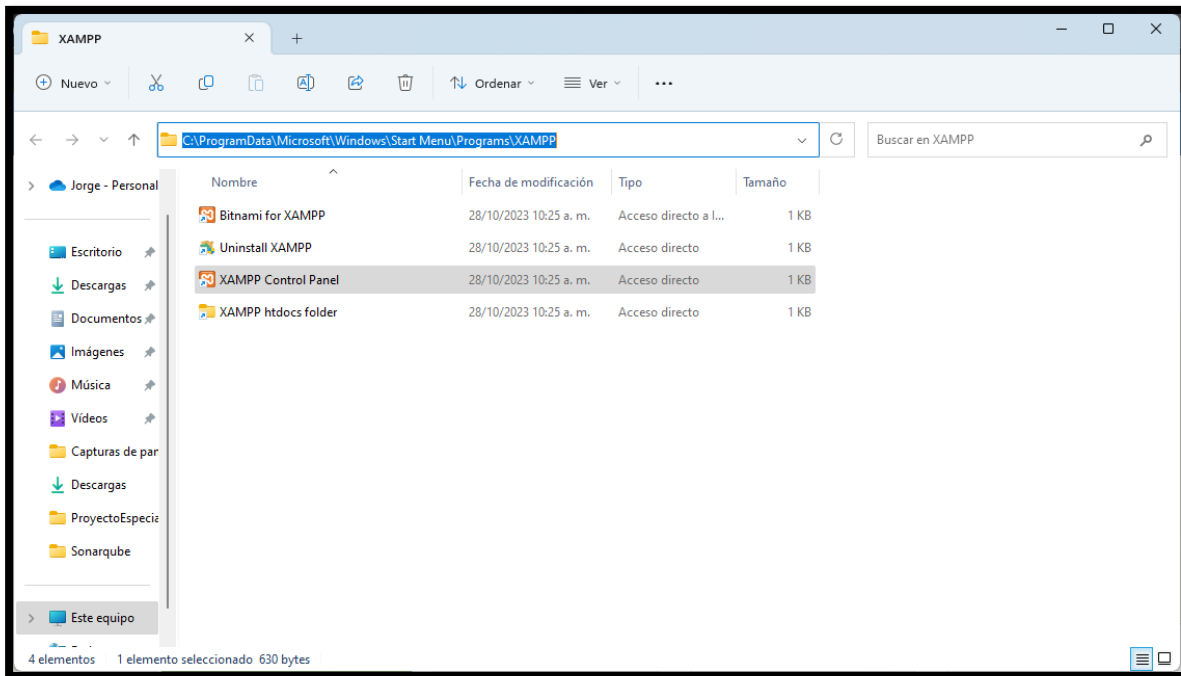 XAMPP
Nuevo
Ordenar
Ver
C:\ProgramData\Microsoft\Windows\Start Menu\Programs\XAMPP
Buscar en XAMPP
Jorge - Personal
Escritorio
Descargas
Documentos
Imágenes
Música
Vídeos
Capturas de par
Descargas
ProyectoEspecia
Sonarqube
Este equipo
Nombre Fecha de modificación Tipo Tamaño
Bitnami for XAMPP 28/10/2023 10:25 a. m. Acceso directo a l... 1 KB
Uninstall XAMPP 28/10/2023 10:25 a. m. Acceso directo 1 KB
XAMPP Control Panel 28/10/2023 10:25 a. m. Acceso directo 1 KB
XAMPP htdocs folder 28/10/2023 10:25 a. m. Acceso directo 1 KB
4 elementos 1 elemento seleccionado 630 bytes